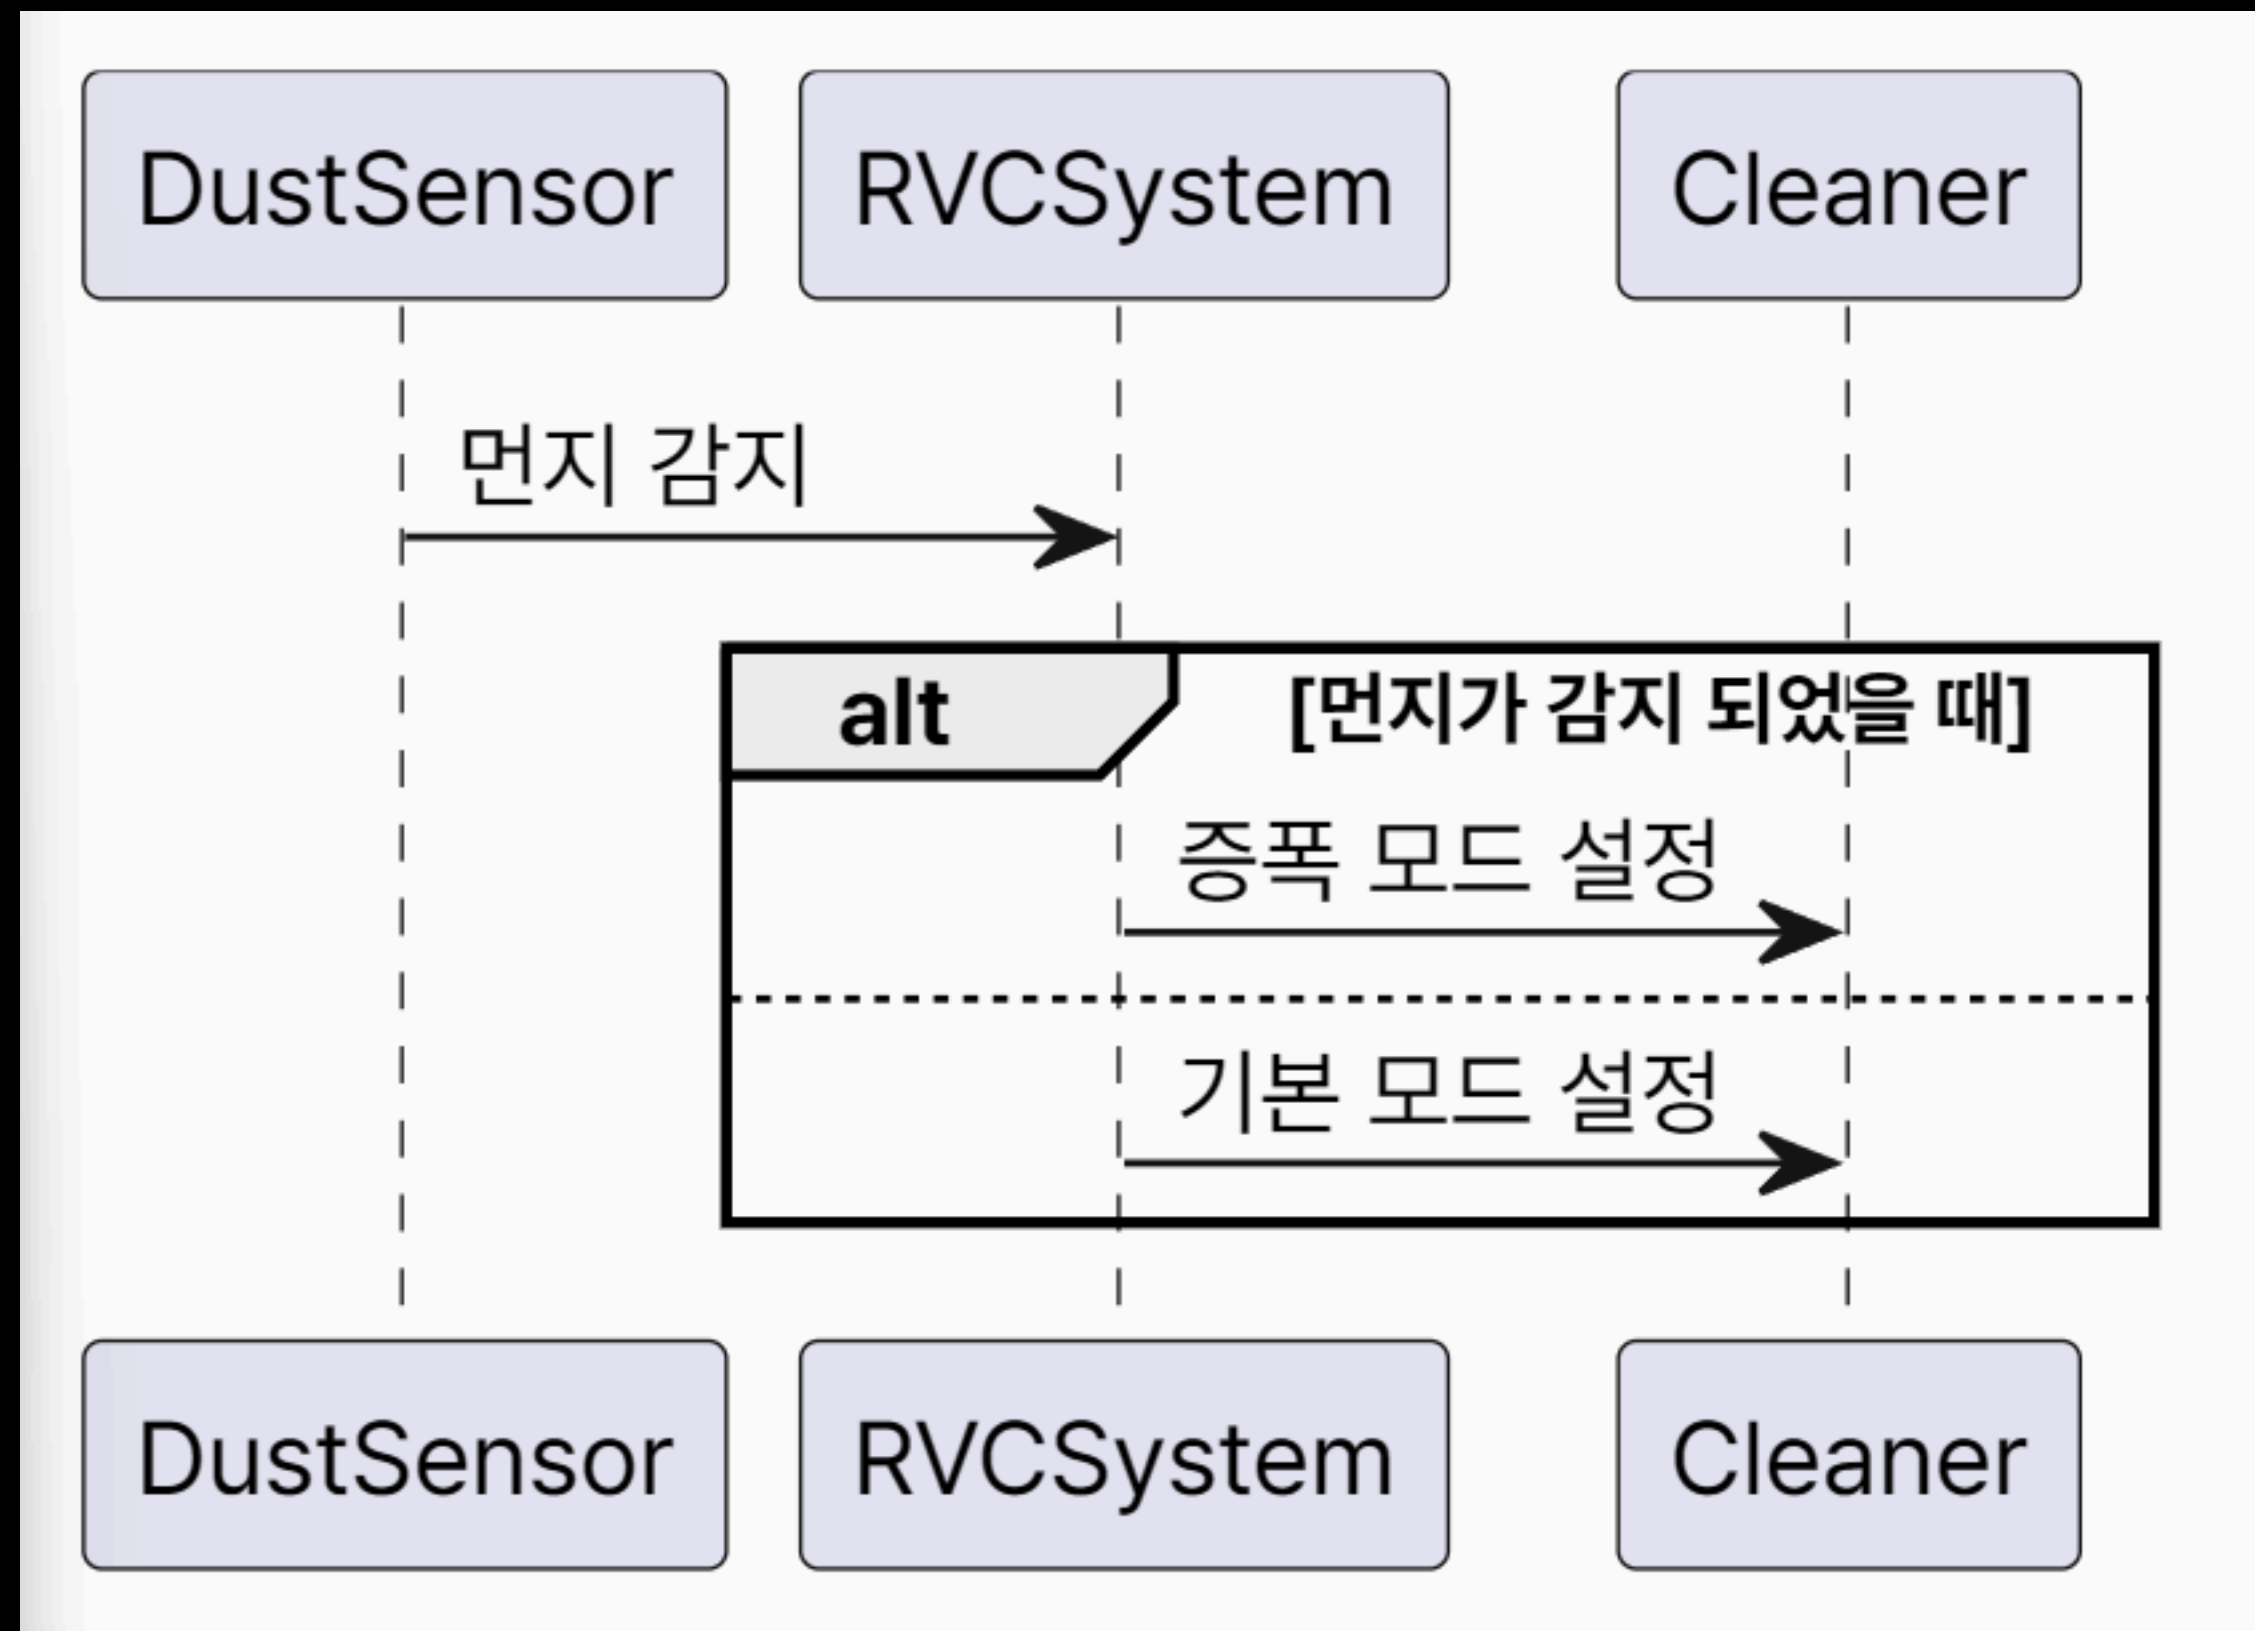 DustSensor
RVCSystem
Cleaner
먼지 감지
alt
[먼지가 감지 되었을 때]
증폭 모드 설정
기본 모드 설정
DustSensor
RVCSystem
Cleaner